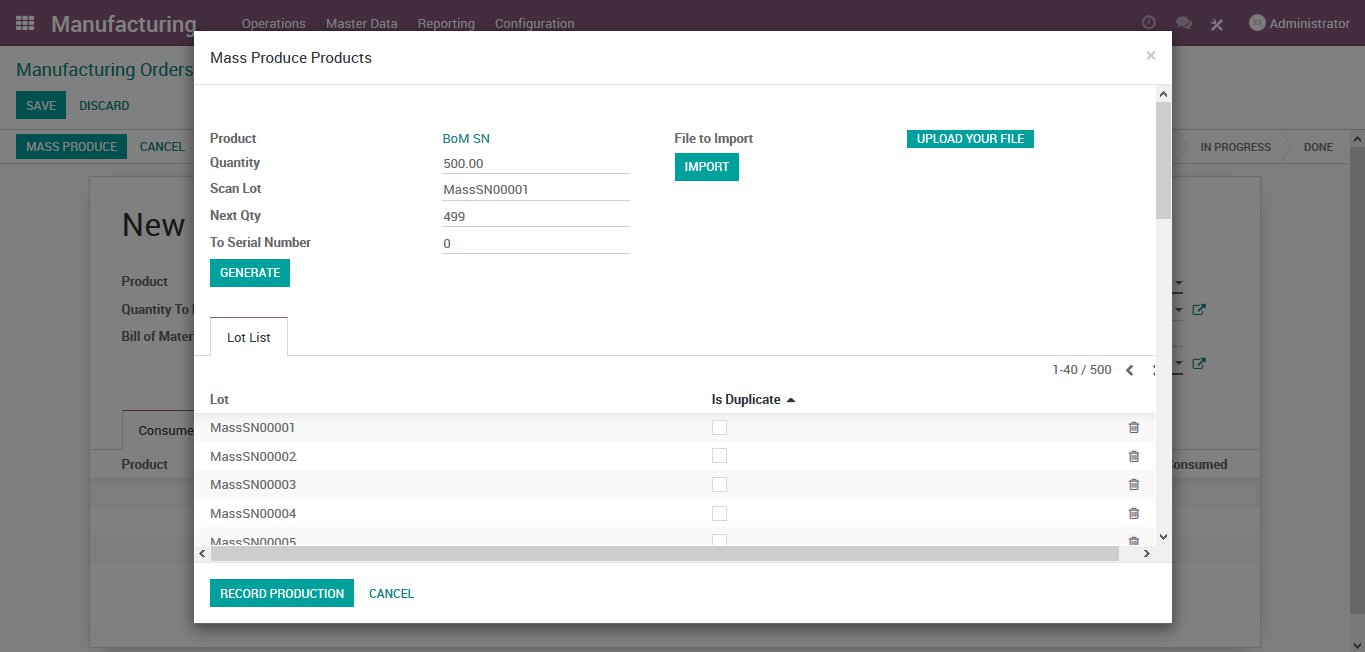 Manufacturing Operations Master Data Reporting Configuration Administrator
Mass Produce Products ×
Manufacturing Orders
SAVE DISCARD
MASS PRODUCE CANCEL IN PROGRESS DONE
Product BoM SN File to Import UPLOAD YOUR FILE
Quantity 500.00 IMPORT
Scan Lot MassSN00001
Next Qty 499
To Serial Number 0
GENERATE
New
Product
Quantity To
Bill of Mater
Lot List
1-40 / 500
Lot Is Duplicate
MassSN00001
MassSN00002
MassSN00003
MassSN00004
MassSN00005
Consume
Product onsumed
RECORD PRODUCTION CANCEL